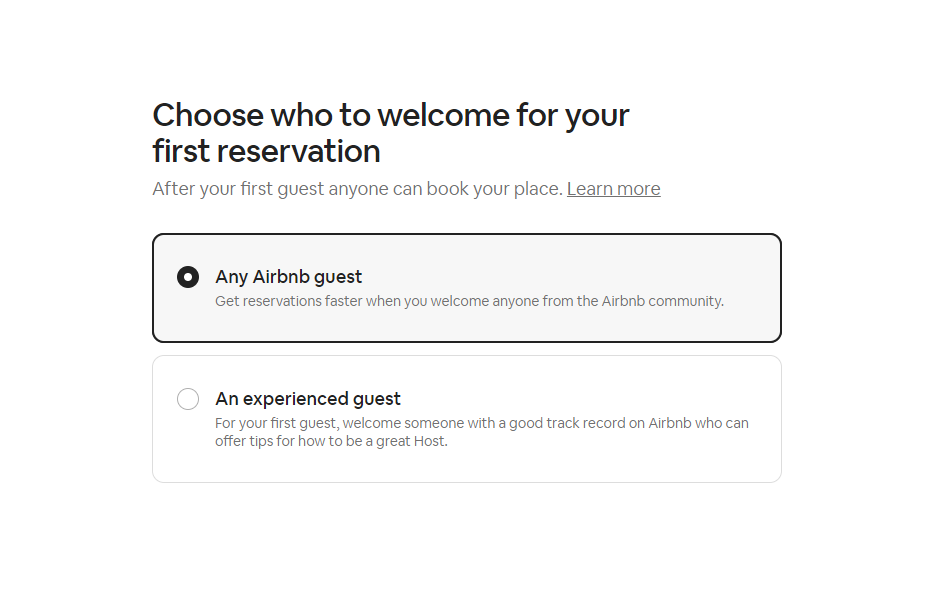 Choose who to welcome for your
first reservation
After your first guest anyone can book your place. Learn more
Any Airbnb guest
Get reservations faster when you welcome anyone from the Airbnb community.
An experienced guest
For your first guest, welcome someone with a good track record on Airbnb who can
offer tips for how to be a great Host.